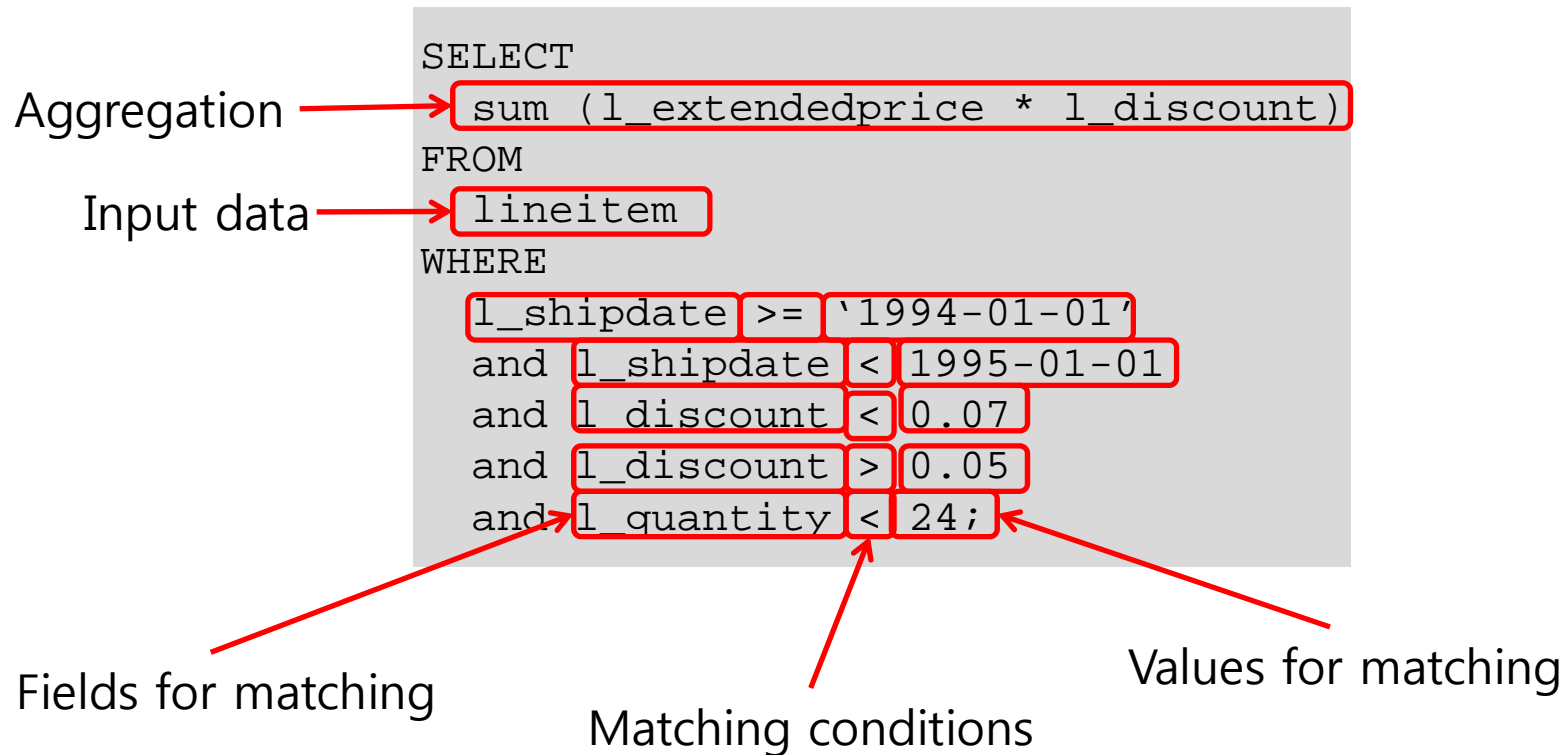 SELECT
Aggregation
sum (l_extendedprice * l_discount)
FROM
Input data
lineitem
WHERE
l_shipdate >= ‘1994-01-01’
and l_shipdate < 1995-01-01
and l_discount < 0.07
and l_discount > 0.05
and l_quantity < 24;
Fields for matching
Matching conditions
Values for matching